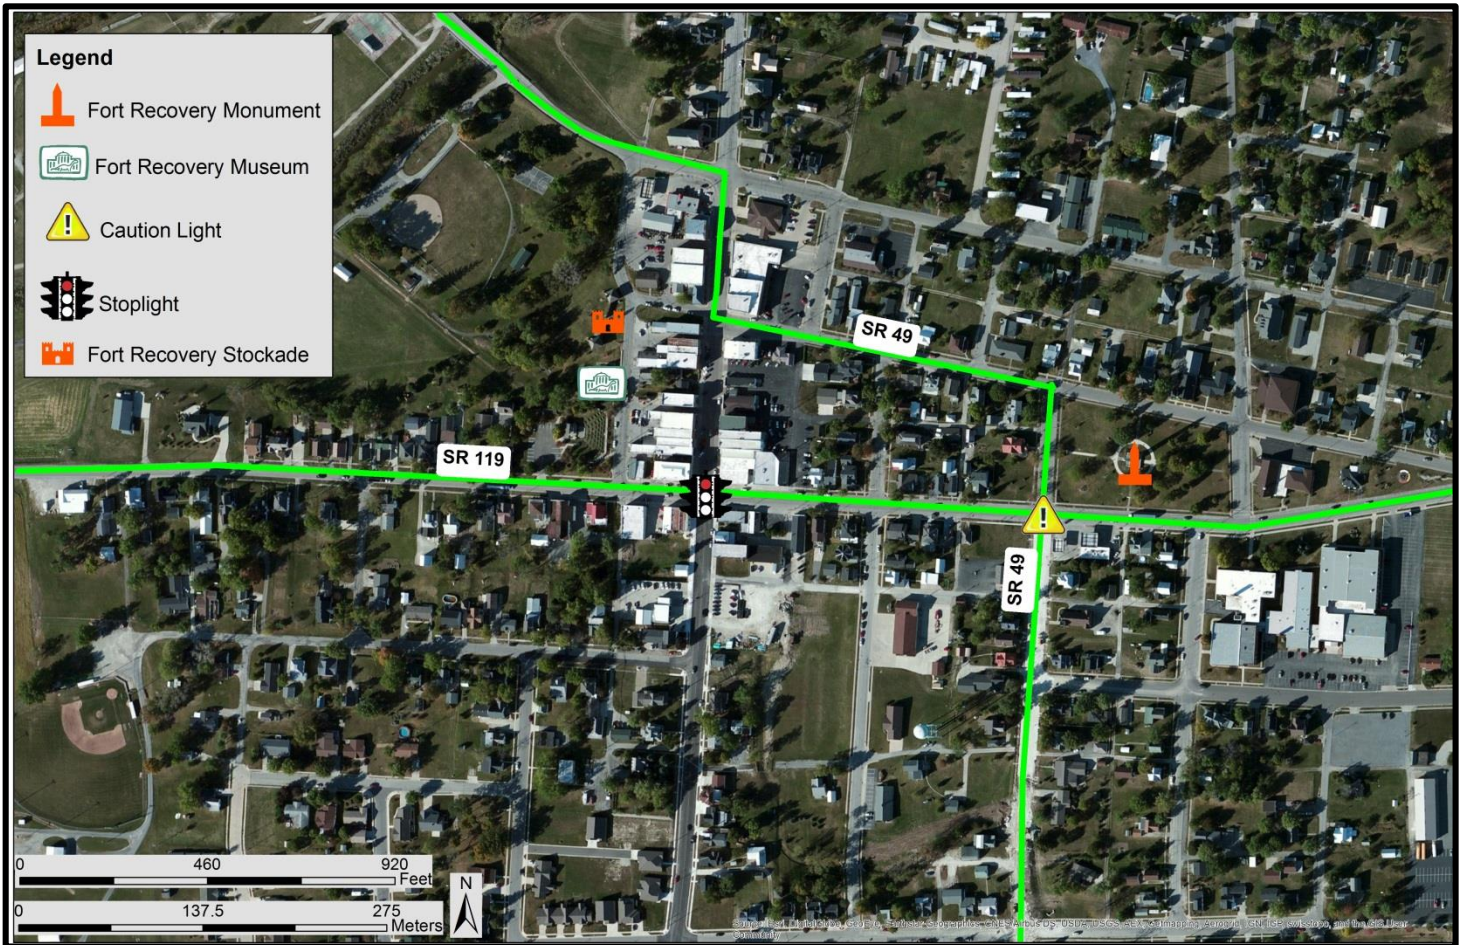 Legend
Fort Recovery Monument
Fort Recovery Museum
Caution Light
Stoplight
Fort Recovery Stockade
SR 49
SR 119
SR 49
0 460 920
Feet
0 137.5 275
Meters
N
Community